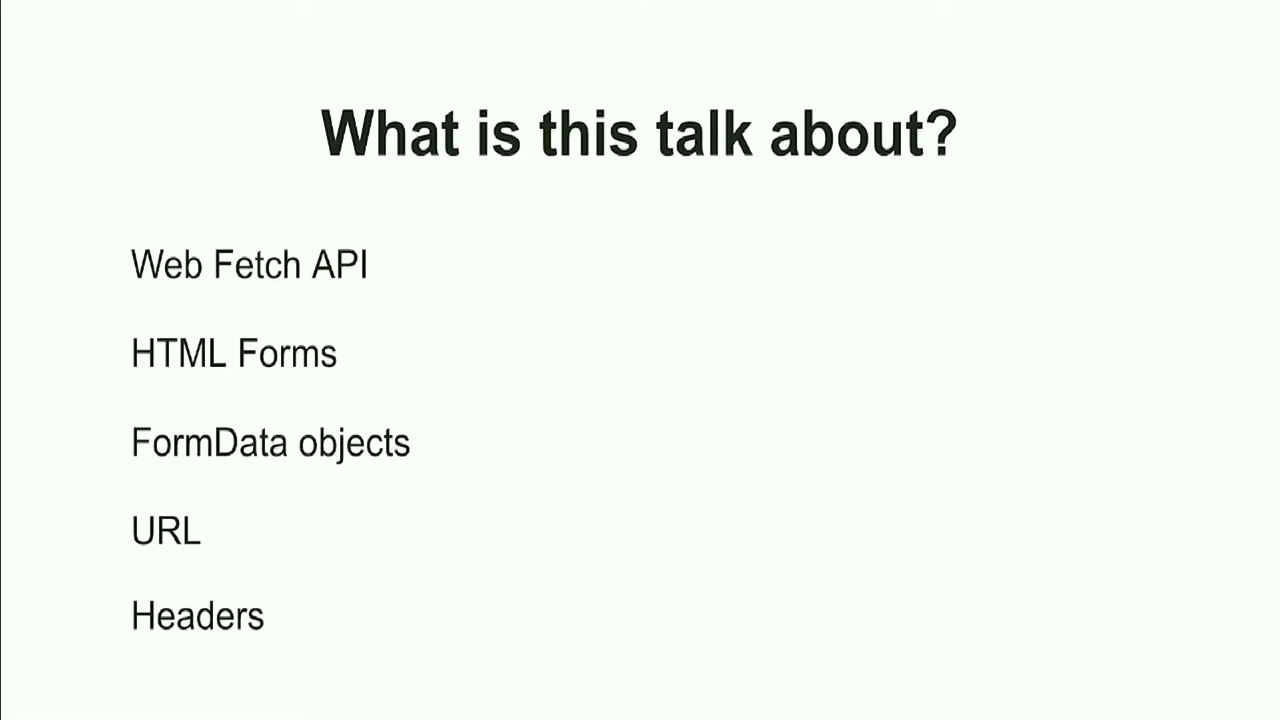 What is this talk about?
Web Fetch API
HTML Forms
FormData objects
URL
Headers